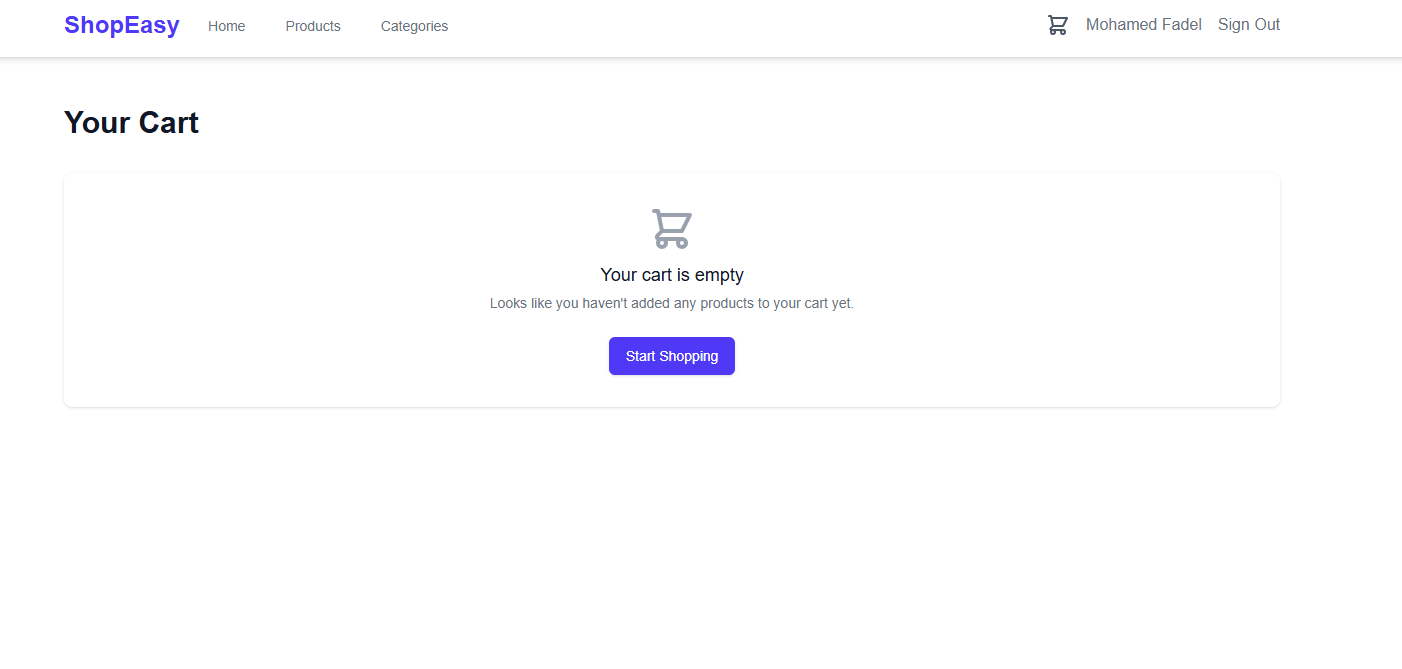 ShopEasy Home Products Categories Mohamed Fadel Sign Out
Your Cart
Your cart is empty
Looks like you haven't added any products to your cart yet.
Start Shopping